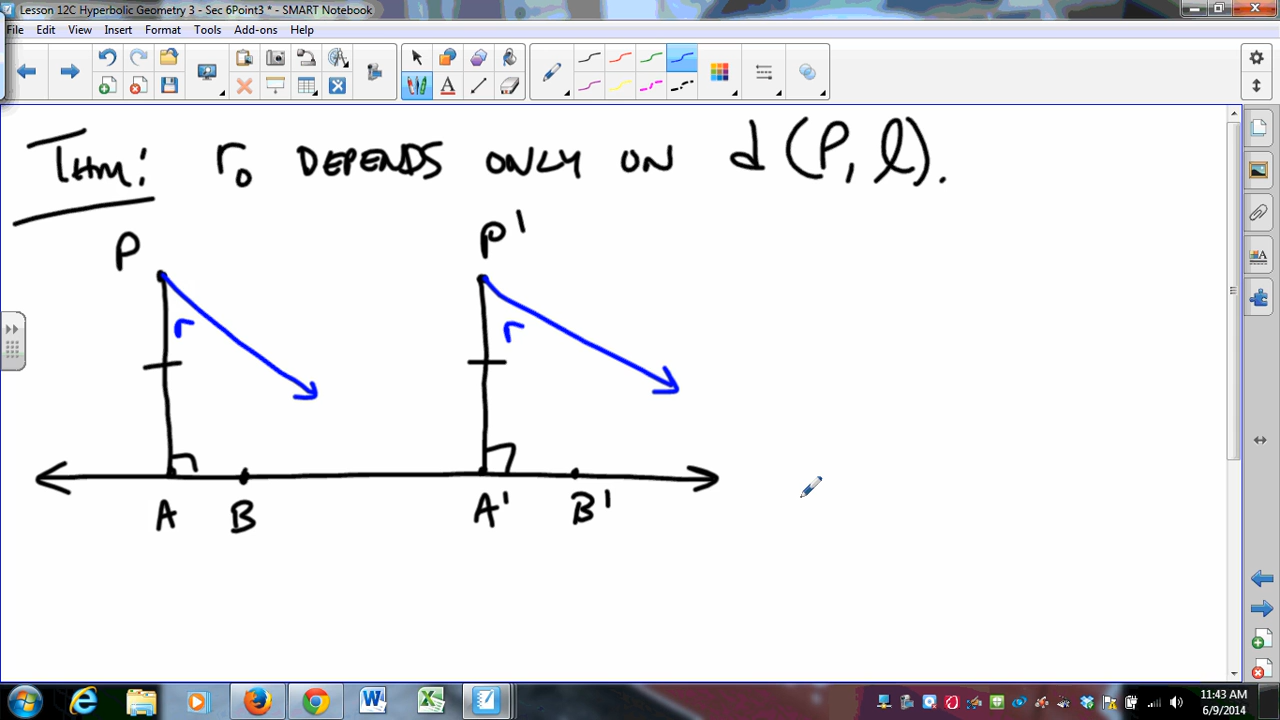 Lesson 12C Hyperbolic Geometry 3 - Sec 6Point3 * - SMART Notebook
File Edit View Insert Format Tools Add-ons Help
THM: r₀ DEPENDS ONLY ON d(P, l).
P P'
r r
A B A' B'
11:43 AM
6/9/2014